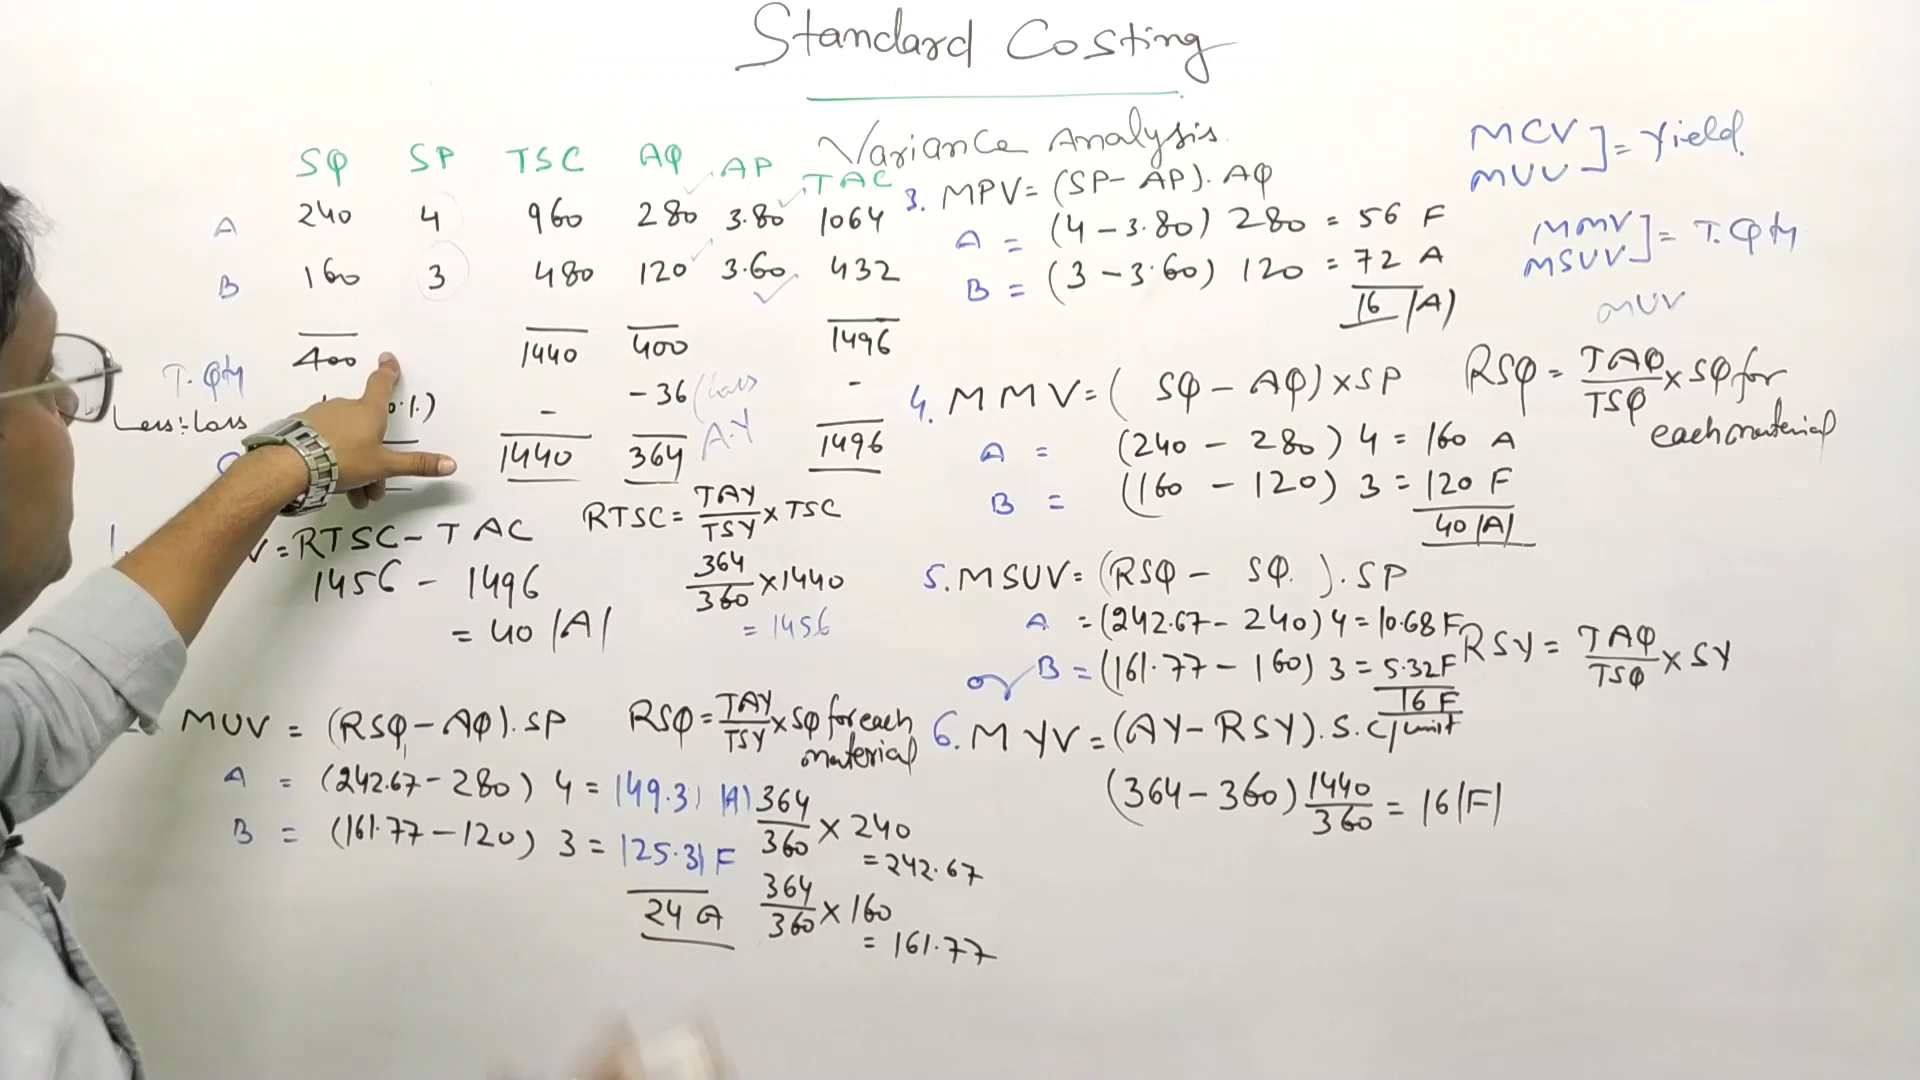 Standard Costing
Variance Analysis.
SQ SP TSC AQ AP TAC
A 240 4 960 280 3.80 1064
B 160 3 480 120 3.60 432
400 1440 400 1496
T. Qty
Less: Loss 0%) - -36 (Loss -
1440 364 A.Y 1496
V = RTSC - TAC
1456 - 1496
= 40 (A)
RTSC = TAY/TSY × TSC
364/360 × 1440
= 1456
MUV = (RSQ - AQ). SP
A = (242.67 - 280) 4 = 149.31 (A)
B = (161.77 - 120) 3 = 125.31 F
24 A
RSQ = TAY/TSY × SQ for each
material
364/360 × 240
= 242.67
364/360 × 160
= 161.77
3. MPV = (SP - AP). AQ
A = (4 - 3.80) 280 = 56 F
B = (3 - 3.60) 120 = 72 A
16 (A)
MCV
MUV ] = Yield.
MMV
MSUV ] = T. Qty
MUV
4. MMV = ( SQ - AQ) × SP
A = (240 - 280) 4 = 160 A
B = (160 - 120) 3 = 120 F
40 (A)
RSQ = TAQ/TSQ × SQ for
each material
5. MSUV = (RSQ - SQ. ). SP
A = (242.67 - 240) 4 = 10.68 F
or B = (161.77 - 160) 3 = 5.32 F
16 F
RSY = TAQ/TSQ × SY
6. MYV = (AY - RSY). S. C/unit
(364 - 360) 1440/360 = 16 (F)